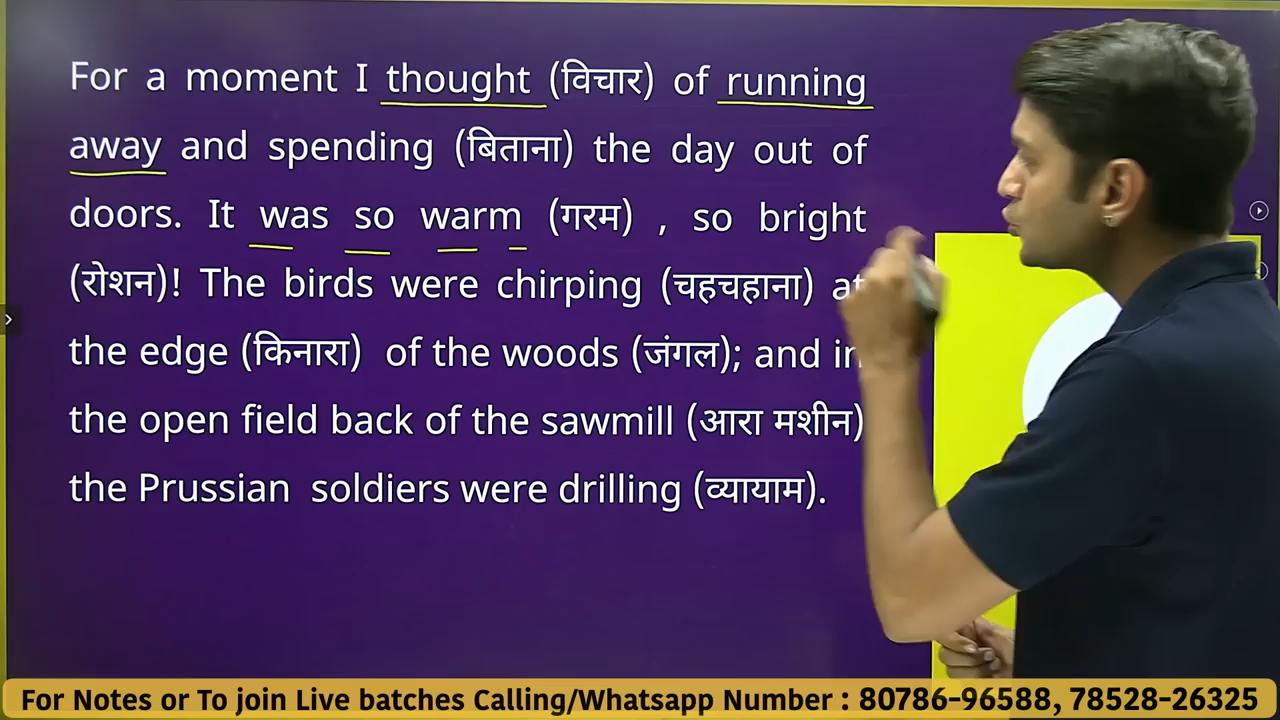 For a moment I thought (विचार) of running
away and spending (बिताना) the day out of
doors. It was so warm (गरम) , so bright
(रोशन)! The birds were chirping (चहचहाना) at
the edge (किनारा) of the woods (जंगल); and in
the open field back of the sawmill (आरा मशीन)
the Prussian soldiers were drilling (व्यायाम).
For Notes or To join Live batches Calling/Whatsapp Number : 80786-96588, 78528-26325